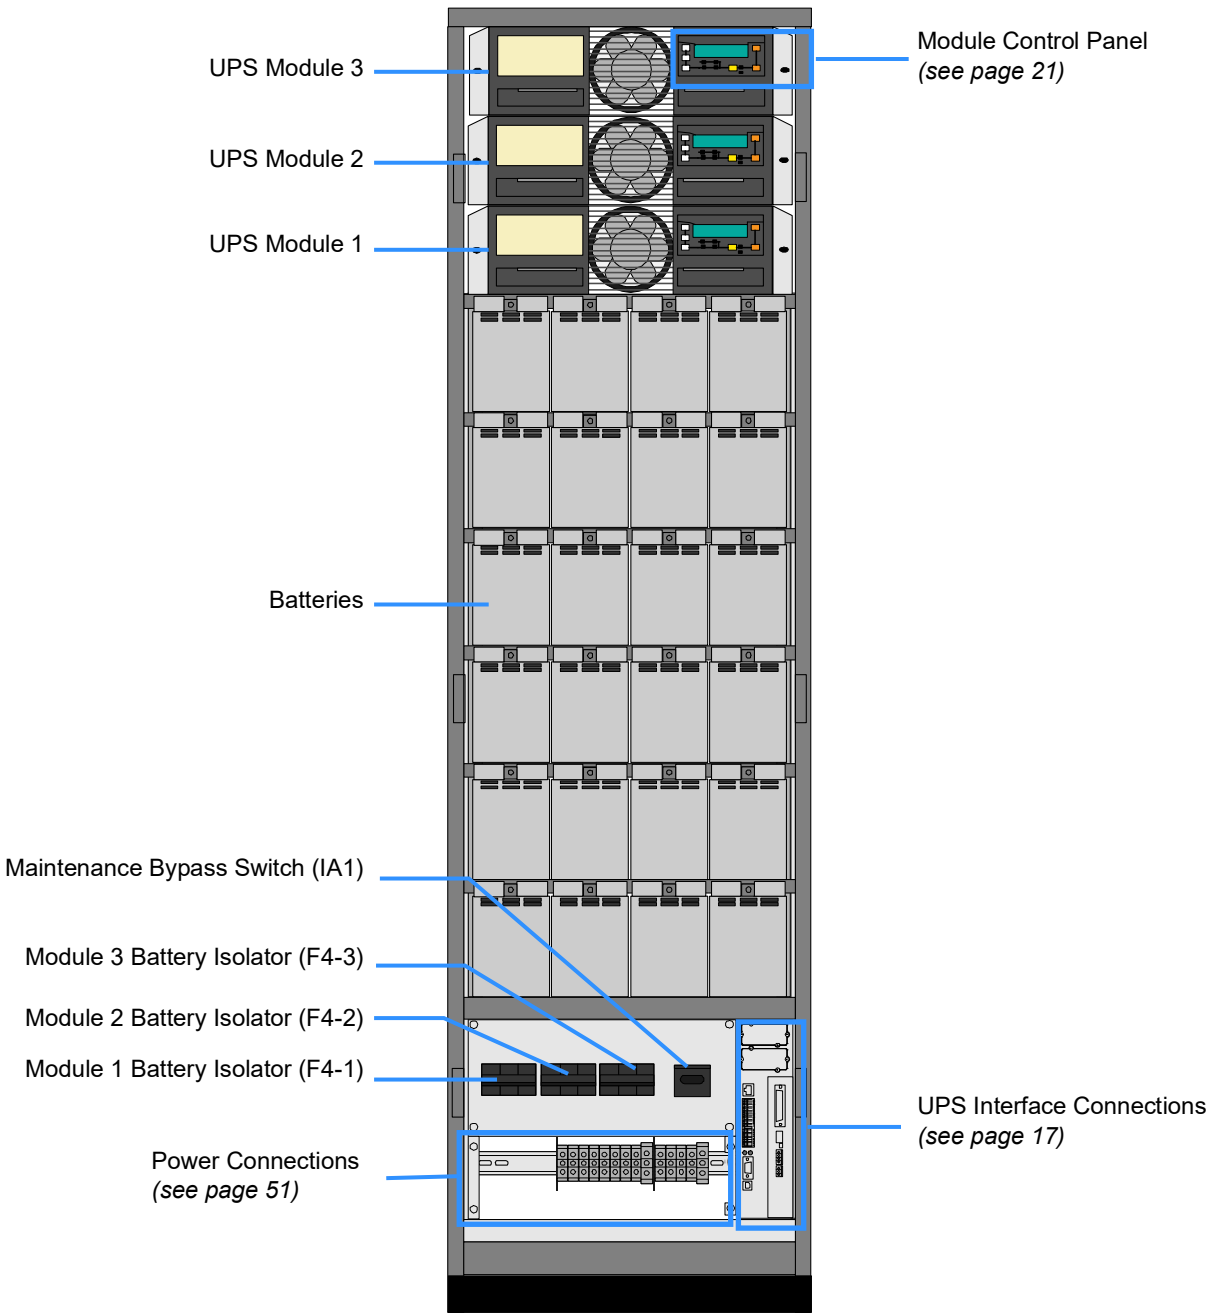 Module Control Panel
(see page 21)
UPS Module 3
UPS Module 2
UPS Module 1
Batteries
Maintenance Bypass Switch (IA1)
Module 3 Battery Isolator (F4-3)
Module 2 Battery Isolator (F4-2)
Module 1 Battery Isolator (F4-1)
UPS Interface Connections
(see page 17)
Power Connections
(see page 51)